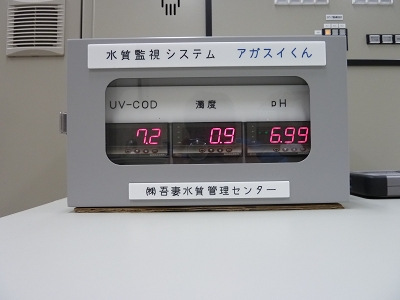 水質監視システム アガスイくん
UV-COD 濁度 pH
7.2 0.9 6.99
㈱吾妻水質管理センター